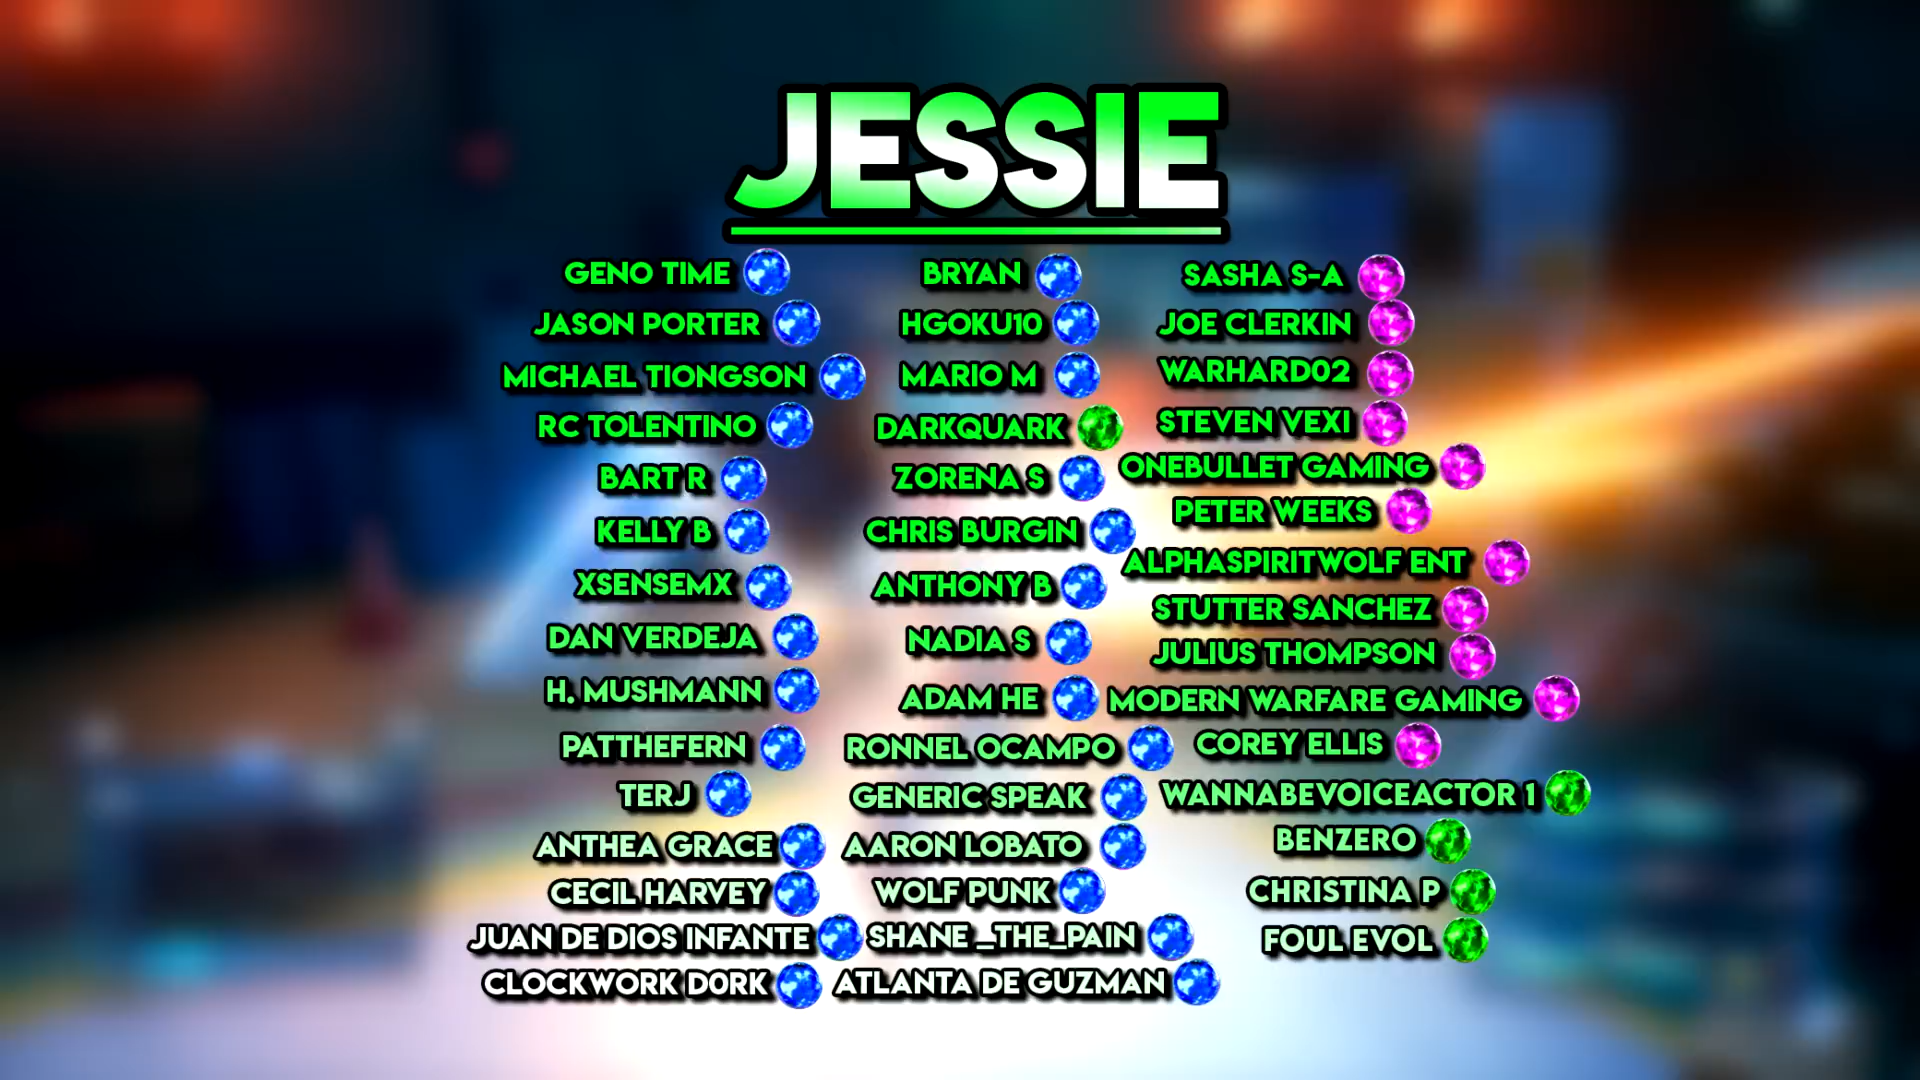 JESSIE
GENO TIME
JASON PORTER
MICHAEL TIONGSON
RC TOLENTINO
BART R
KELLY B
XSENSEMX
DAN VERDEJA
H. MUSHMANN
PATTHEFERN
TERJ
ANTHEA GRACE
CECIL HARVEY
JUAN DE DIOS INFANTE
CLOCKWORK D0RK
BRYAN
HGOKU10
MARIO M
DARKQUARK
ZORENA S
CHRIS BURGIN
ANTHONY B
NADIA S
ADAM HE
RONNEL OCAMPO
GENERIC SPEAK
AARON LOBATO
WOLF PUNK
SHANE _THE_PAIN
ATLANTA DE GUZMAN
SASHA S-A
JOE CLERKIN
WARHARD02
STEVEN VEXI
ONEBULLET GAMING
PETER WEEKS
ALPHASPIRITWOLF ENT
STUTTER SANCHEZ
JULIUS THOMPSON
MODERN WARFARE GAMING
COREY ELLIS
WANNABEVOICEACTOR 1
BENZERO
CHRISTINA P
FOUL EVOL